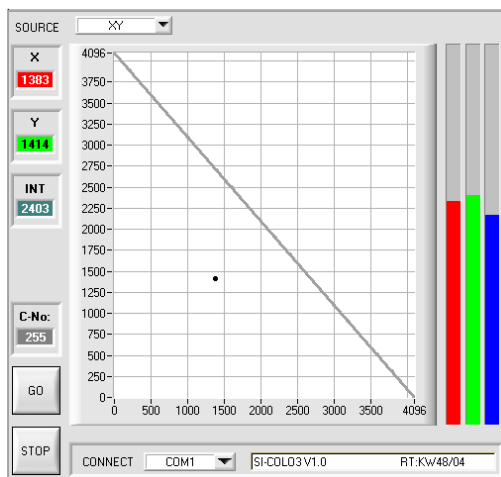 SOURCE XY
X
1383
Y
1414
INT
2403
C-No:
255
GO
STOP
4096
3750
3500
3250
3000
2750
2500
2250
2000
1750
1500
1250
1000
750
500
250
0
0 500 1000 1500 2000 2500 3000 3500 4096
CONNECT COM1 SI-COLO3 V1.0 RT:KW48/04